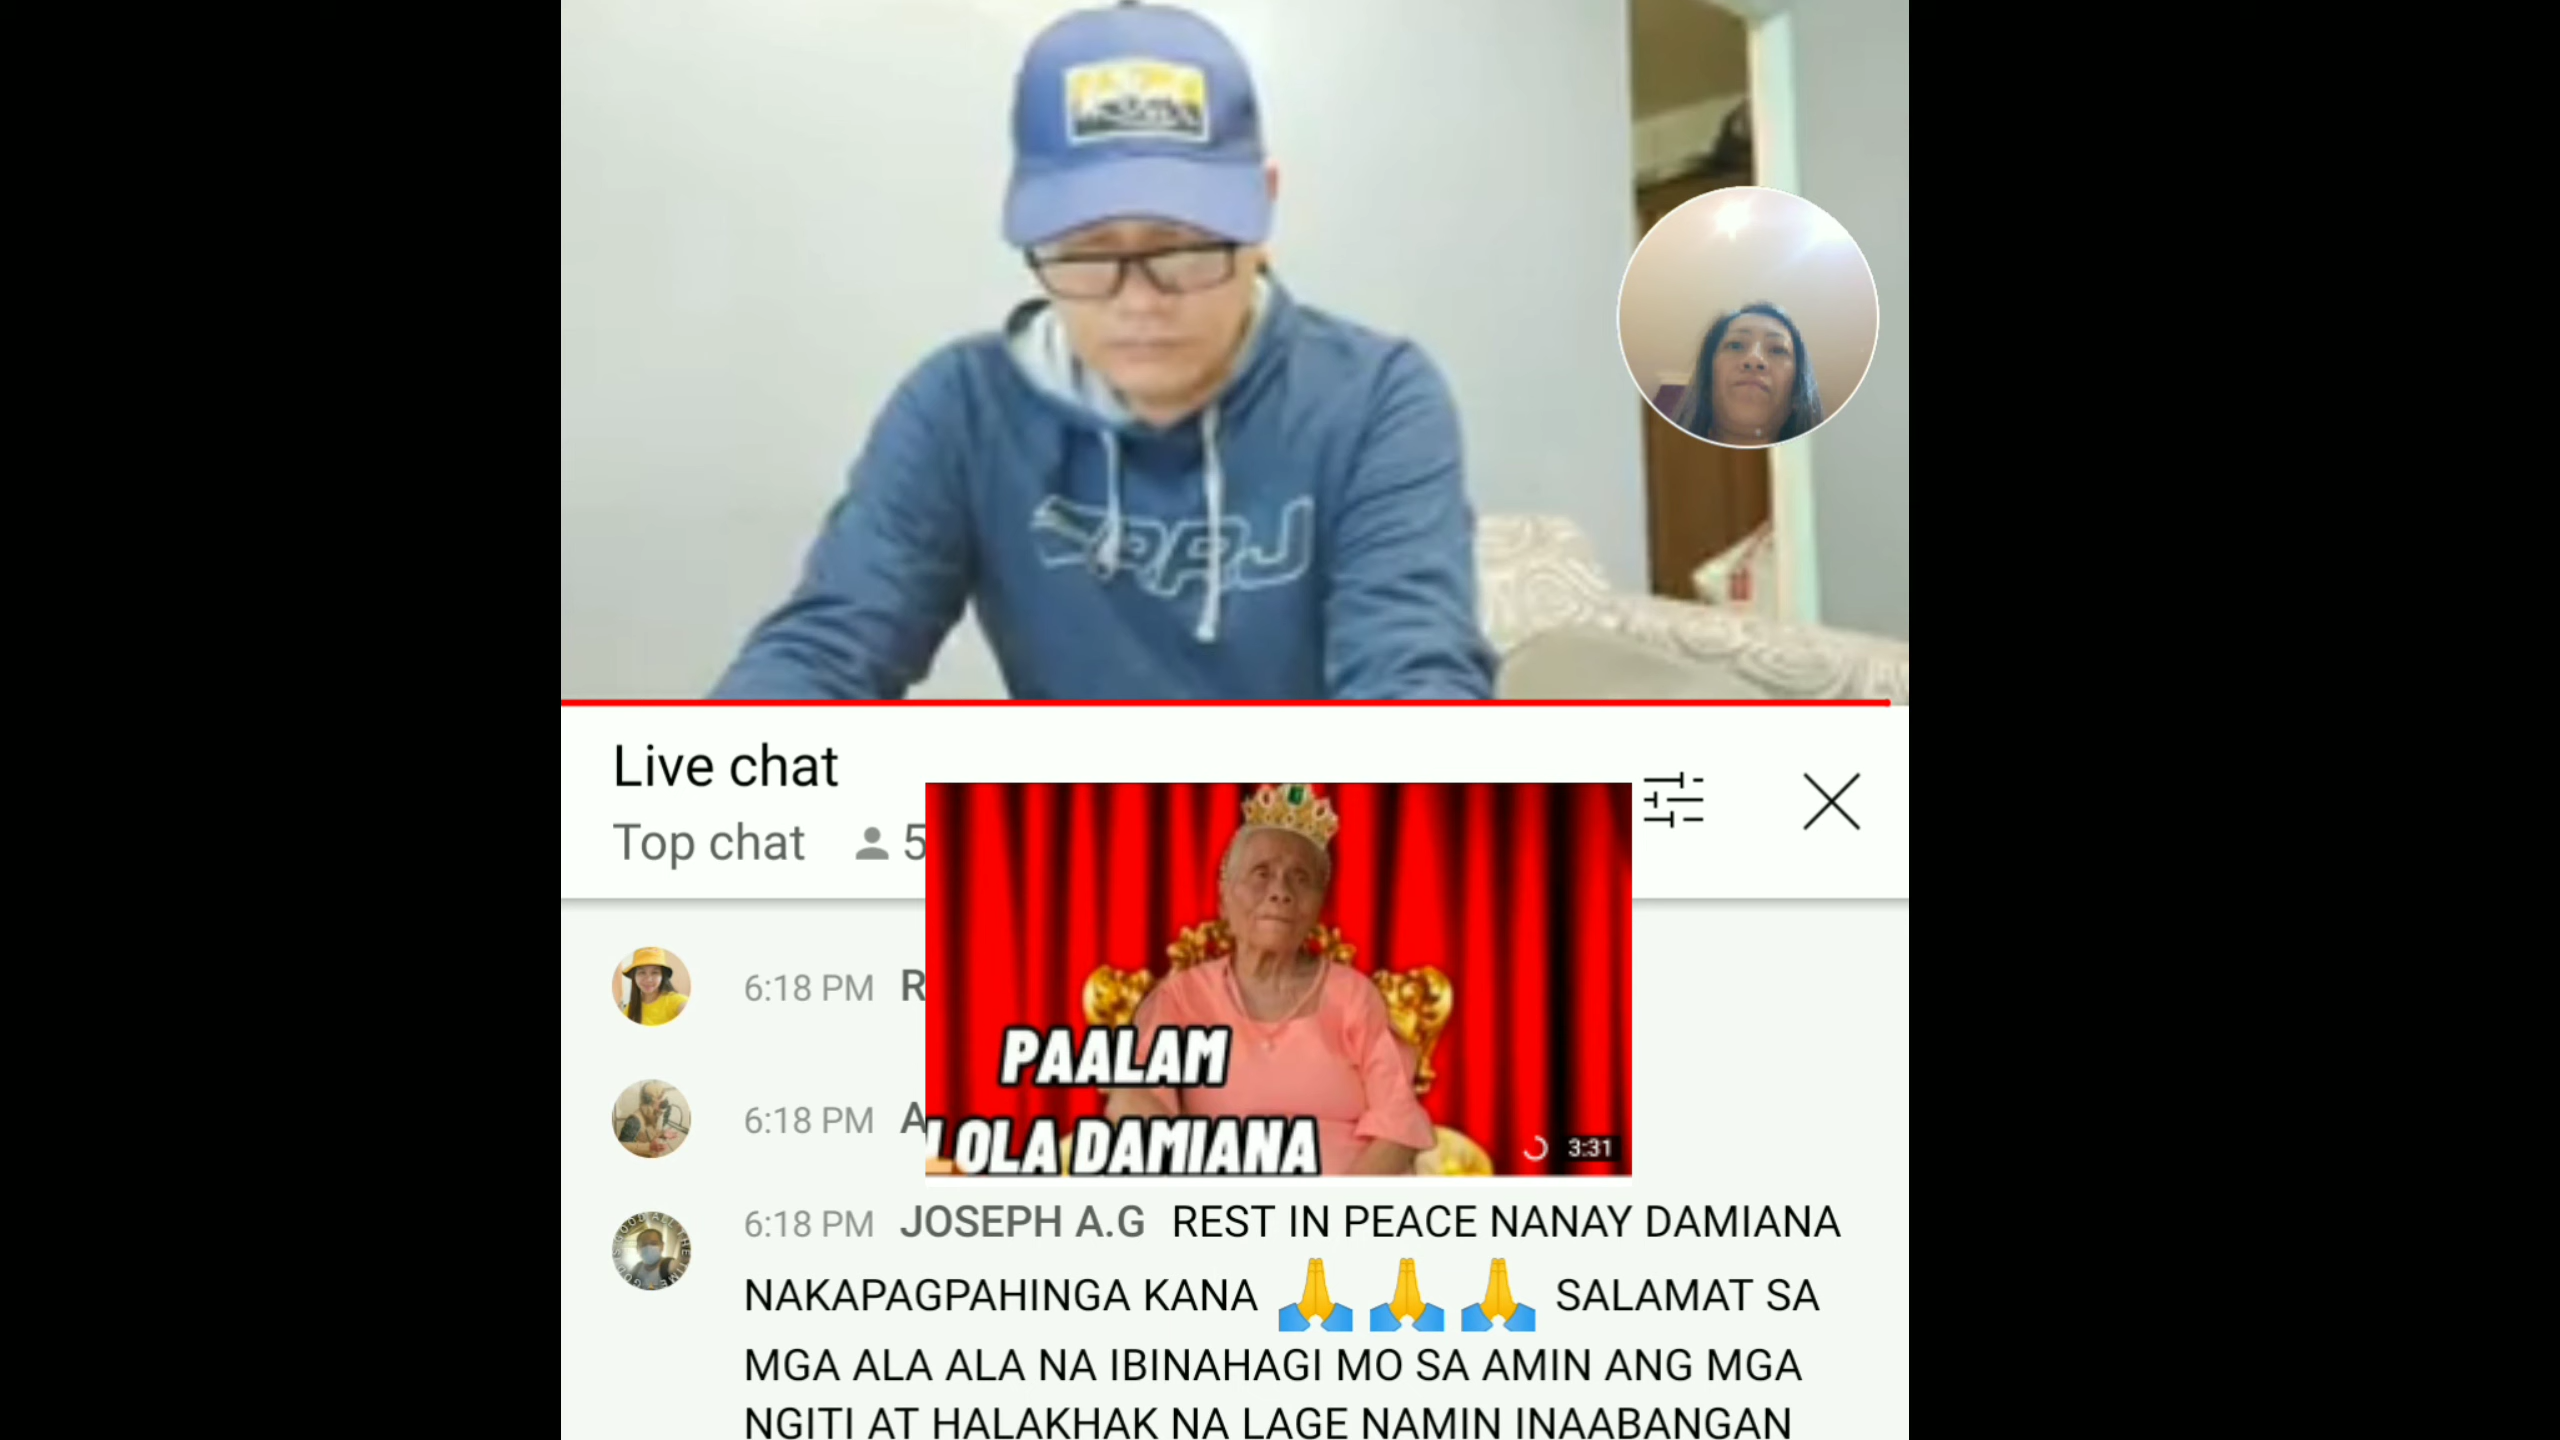 Live chat
Top chat 5
6:18 PM R
6:18 PM A
PAALAM
LOLA DAMIANA
3:31
6:18 PM JOSEPH A.G REST IN PEACE NANAY DAMIANA
NAKAPAGPAHINGA KANA 🙏 🙏 🙏 SALAMAT SA
MGA ALA ALA NA IBINAHAGI MO SA AMIN ANG MGA
NGITI AT HALAKHAK NA LAGE NAMIN INAABANGAN